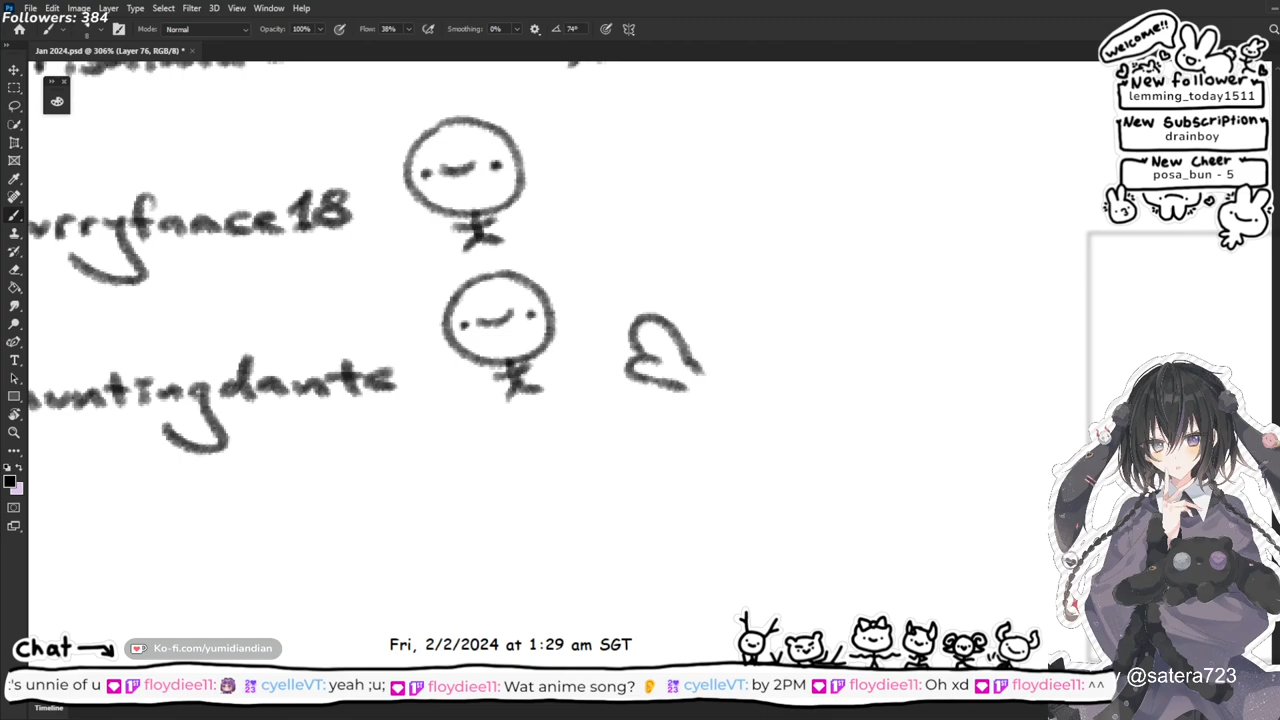 File Edit Image Layer Type Select Filter 3D View Window Help
Followers: 384
Mode: Normal Opacity: 100% Flow: 38% Smoothing: 0% 74°
Jan 2024.psd @ 306% (Layer 76, RGB/8) *
welcome!!
New follower
lemming_today1511
New Subscription
drainboy
New Cheer
posa_bun - 5
urryfance18
untingdante
Chat
Ko-fi.com/yumidiandian
Fri, 2/2/2024 at 1:29 am SGT
.'s unnie of u floydiee11: cyelleVT: yeah ;u; floydiee11: Wat anime song? cyelleVT: by 2PM floydiee11: Oh xd floydiee11: ^^
@satera723
Timeline